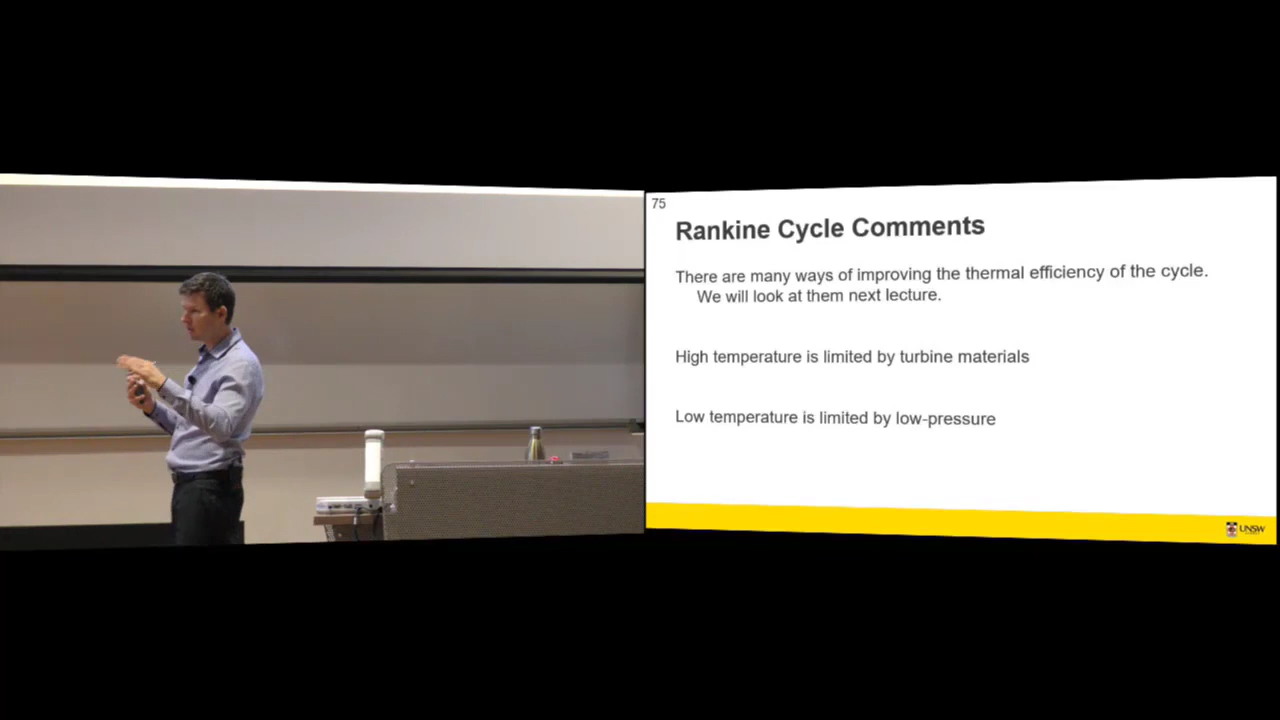 75
Rankine Cycle Comments
There are many ways of improving the thermal efficiency of the cycle.
We will look at them next lecture.
High temperature is limited by turbine materials
Low temperature is limited by low-pressure
UNSW